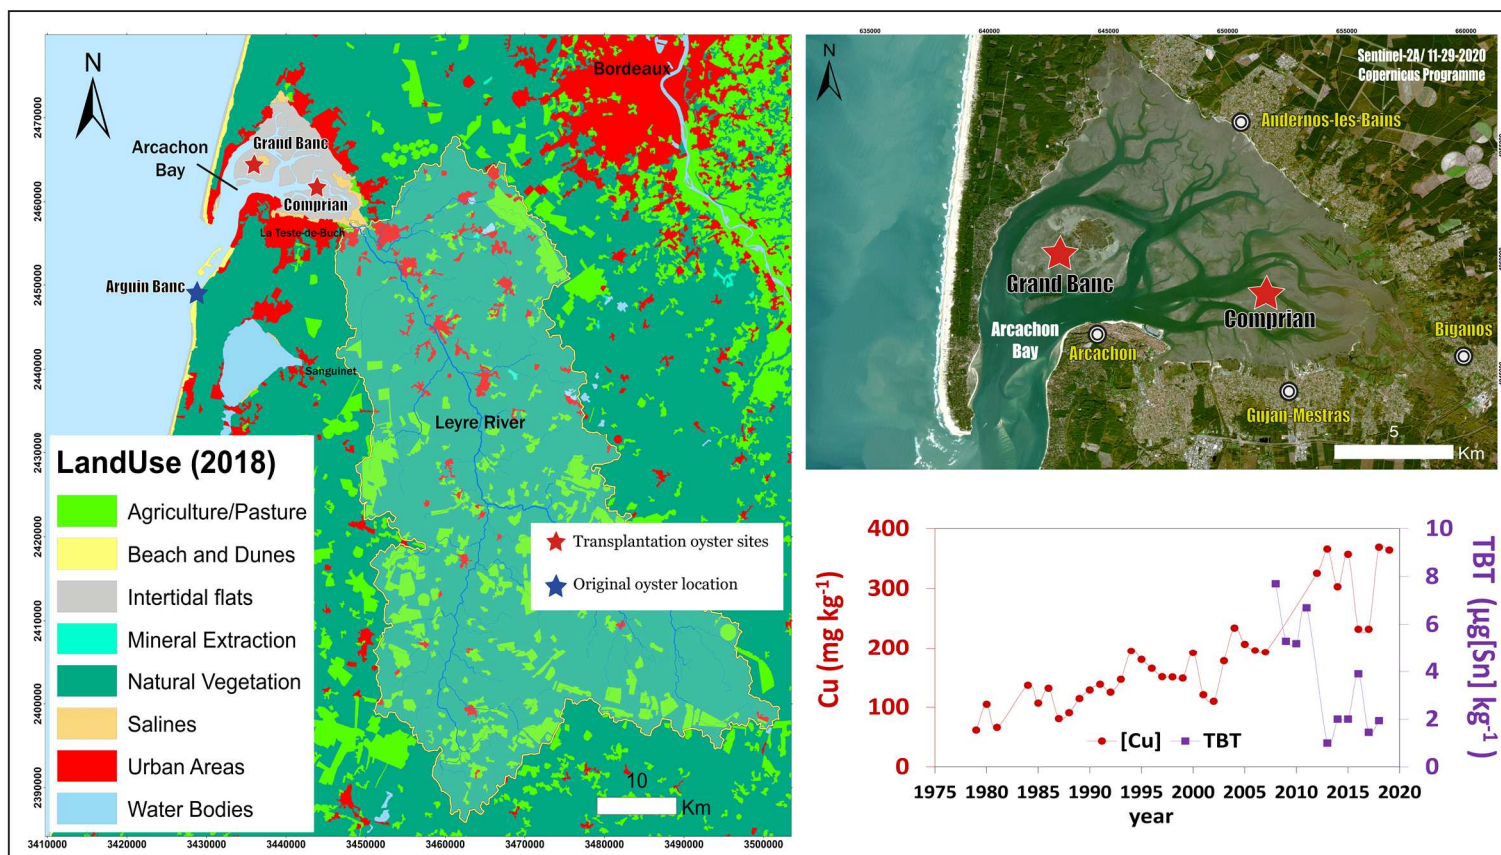 N
Bordeaux
Grand Banc
Arcachon
Bay
Comprian
La Teste-de-Buch
Arguin Banc
Sanguinet
Leyre River
LandUse (2018)
Agriculture/Pasture
Beach and Dunes
Intertidal flats
Mineral Extraction
Natural Vegetation
Salines
Urban Areas
Water Bodies
Transplantation oyster sites
Original oyster location
10
Km
2470000
2460000
2450000
2440000
2430000
2420000
2410000
2400000
2390000
3410000 3420000 3430000 3440000 3450000 3460000 3470000 3480000 3490000 3500000
635000 640000 645000 650000 655000 660000
N
Sentinel-2A/ 11-29-2020
Copernicus Programme
Andernos-les-Bains
Grand Banc
Comprian
Arcachon
Bay
Arcachon
Biganos
Gujan-Mestras
5
Km
Cu (mg kg-1)
400
300
200
100
0
[Cu] TBT
10
8
6
4
2
0
TBT (µg[Sn] kg-1)
1975 1980 1985 1990 1995 2000 2005 2010 2015 2020
year